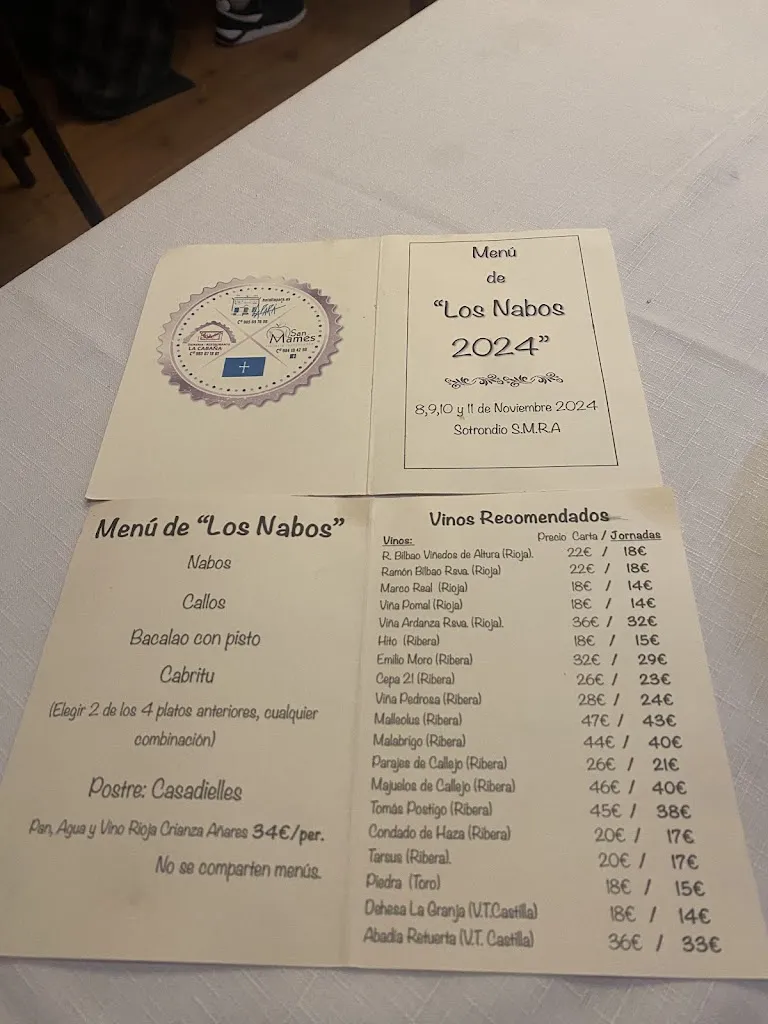 San
Mames
LA CABAÑA
Menú
de
“Los Nabos
2024”
8,9,10 y 11 de Noviembre 2024
Sotrondio S.M.R.A
Menú de “Los Nabos”
Nabos
Callos
Bacalao con pisto
Cabritu
(Elegir 2 de los 4 platos anteriores, cualquier
combinación)
Postre: Casadielles
Pan, Agua y Vino Rioja Crianza Añares 34€/per.
No se comparten menús.
Vinos Recomendados
Vinos: Precio Carta / Jornadas
R. Bilbao Viñedos de Altura (Rioja). 22€ / 18€
Ramón Bilbao Rsva. (Rioja) 22€ / 18€
Marco Real (Rioja) 18€ / 14€
Viña Pomal (Rioja) 18€ / 14€
Viña Ardanza Rsva. (Rioja). 36€ / 32€
Hito (Ribera) 18€ / 15€
Emilio Moro (Ribera) 32€ / 29€
Cepa 21 (Ribera) 26€ / 23€
Viña Pedrosa (Ribera) 28€ / 24€
Malleolus (Ribera) 47€ / 43€
Malabrigo (Ribera) 44€ / 40€
Parajes de Callejo (Ribera) 26€ / 21€
Majuelos de Callejo (Ribera) 46€ / 40€
Tomás Postigo (Ribera) 45€ / 38€
Condado de Haza (Ribera) 20€ / 17€
Tarsus (Ribera). 20€ / 17€
Piedra (Toro) 18€ / 15€
Dehesa La Granja (V.T.Castilla) 18€ / 14€
Abadía Retuerta (V.T. Castilla) 36€ / 33€